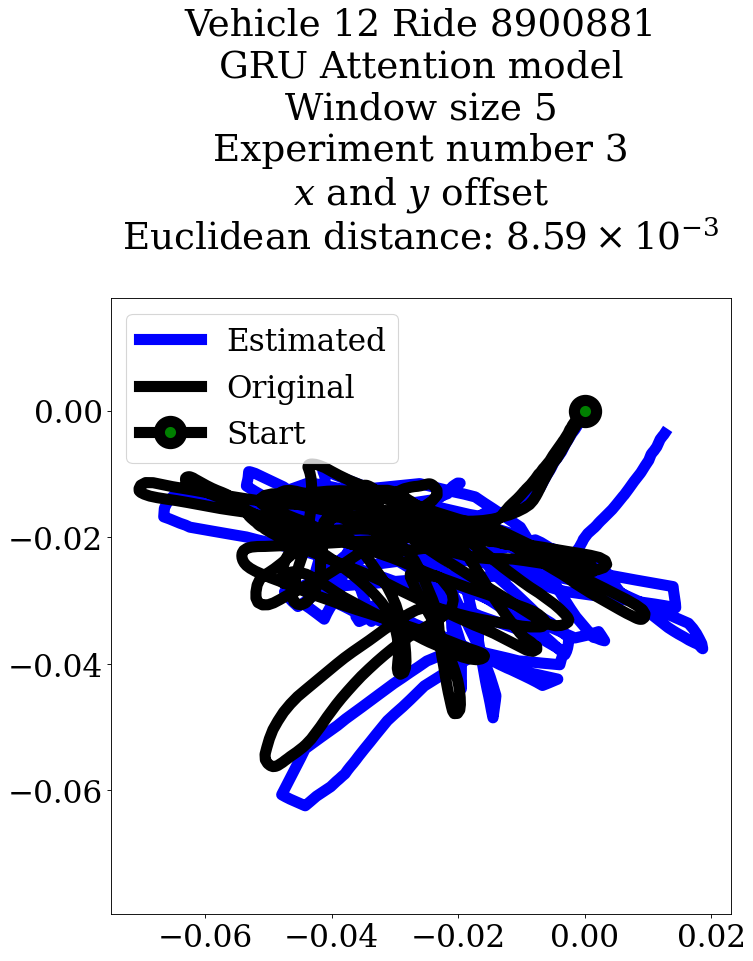 Vehicle 12 Ride 8900881
GRU Attention model
Window size 5
Experiment number 3
x and y offset
Euclidean distance: 8.59 × 10⁻³
Estimated
Original
Start
0.00
−0.02
−0.04
−0.06
−0.06 −0.04 −0.02 0.00 0.02